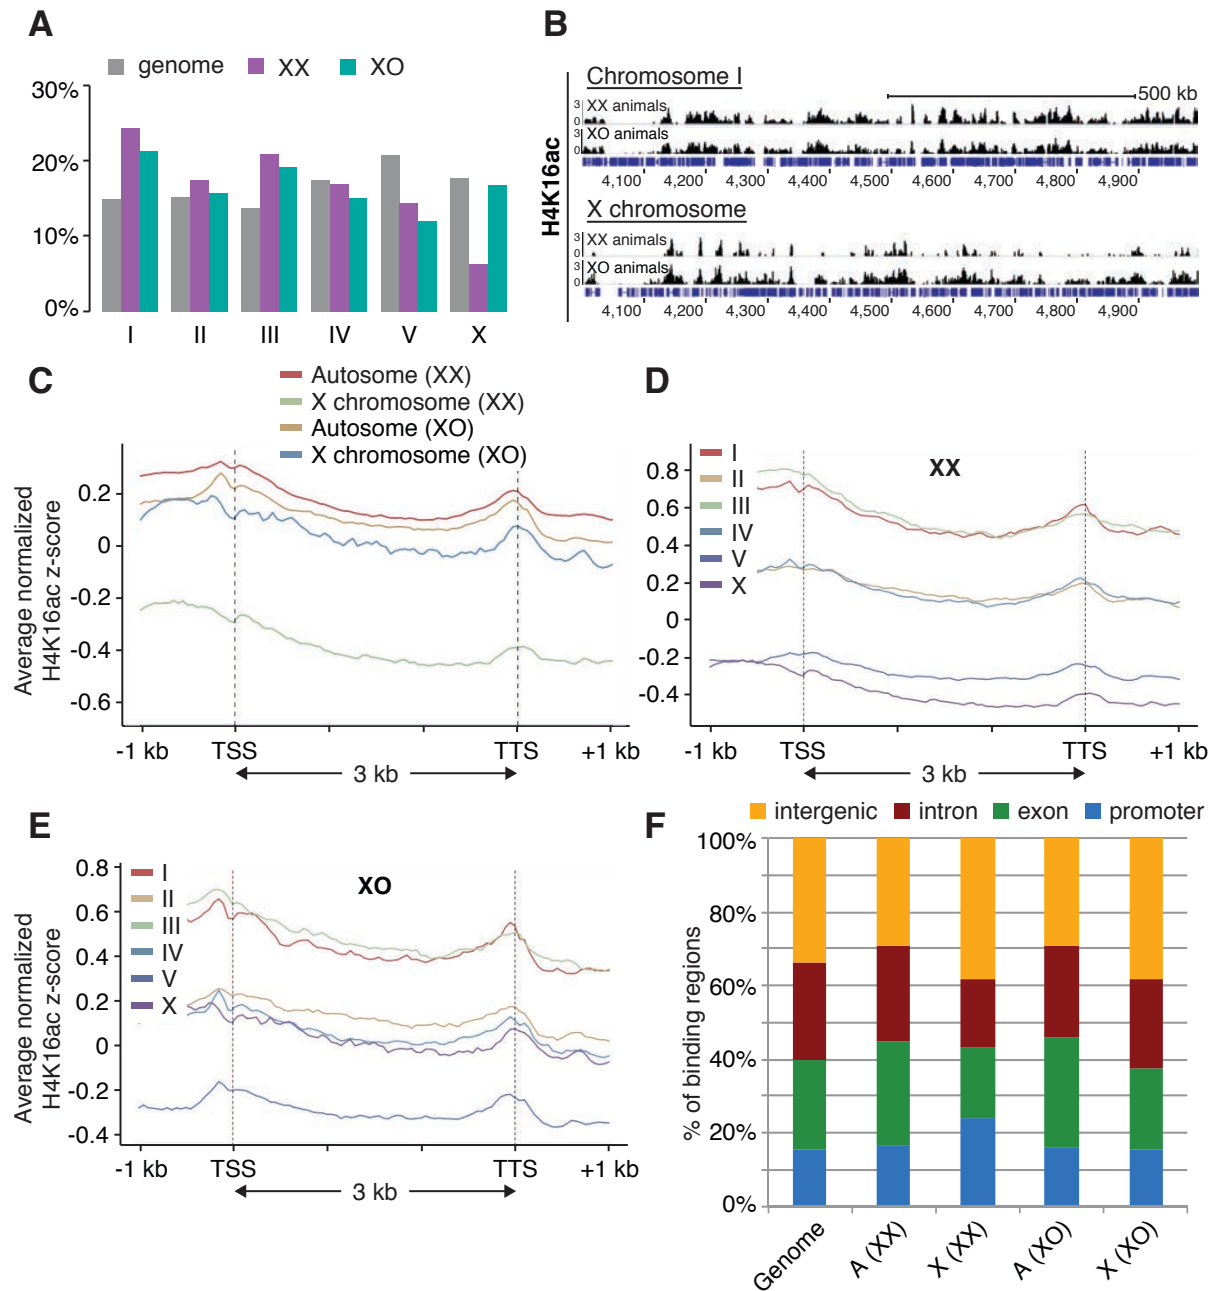 A
genome XX XO
30%
20%
10%
0%
I II III IV V X
B
H4K16ac
Chromosome I
500 kb
3 XX animals
0
3 XO animals
0
4,100 4,200 4,300 4,400 4,500 4,600 4,700 4,800 4,900
X chromosome
3 XX animals
0
3 XO animals
0
4,100 4,200 4,300 4,400 4,500 4,600 4,700 4,800 4,900
C
Autosome (XX)
X chromosome (XX)
Autosome (XO)
X chromosome (XO)
Average normalized
H4K16ac z-score
0.2
0
-0.2
-0.4
-0.6
-1 kb TSS TTS +1 kb
3 kb
D
XX
I
II
III
IV
V
X
0.8
0.6
0.4
0.2
0
-0.2
-0.4
-1 kb TSS TTS +1 kb
3 kb
E
XO
I
II
III
IV
V
X
Average normalized
H4K16ac z-score
0.8
0.6
0.4
0.2
0
-0.2
-0.4
-1 kb TSS TTS +1 kb
3 kb
F
intergenic intron exon promoter
% of binding regions
100%
80%
60%
40%
20%
0%
Genome A (XX) X (XX) A (XO) X (XO)